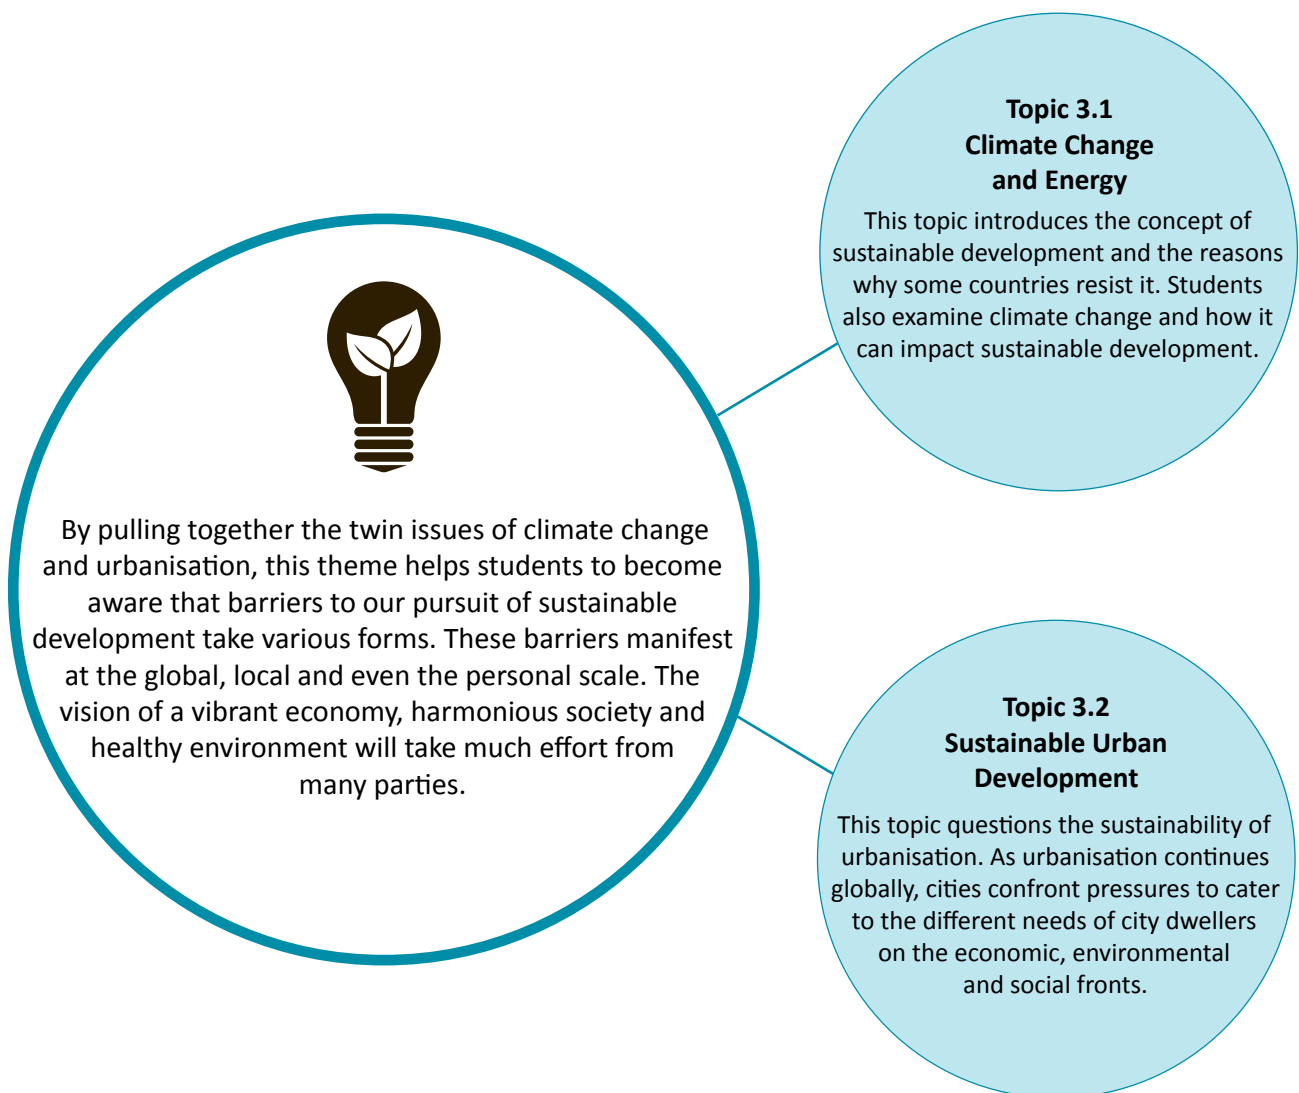 By pulling together the twin issues of climate change
and urbanisation, this theme helps students to become
aware that barriers to our pursuit of sustainable
development take various forms. These barriers manifest
at the global, local and even the personal scale. The
vision of a vibrant economy, harmonious society and
healthy environment will take much effort from
many parties.
Topic 3.1
Climate Change
and Energy
This topic introduces the concept of
sustainable development and the reasons
why some countries resist it. Students
also examine climate change and how it
can impact sustainable development.
Topic 3.2
Sustainable Urban
Development
This topic questions the sustainability of
urbanisation. As urbanisation continues
globally, cities confront pressures to cater
to the different needs of city dwellers
on the economic, environmental
and social fronts.